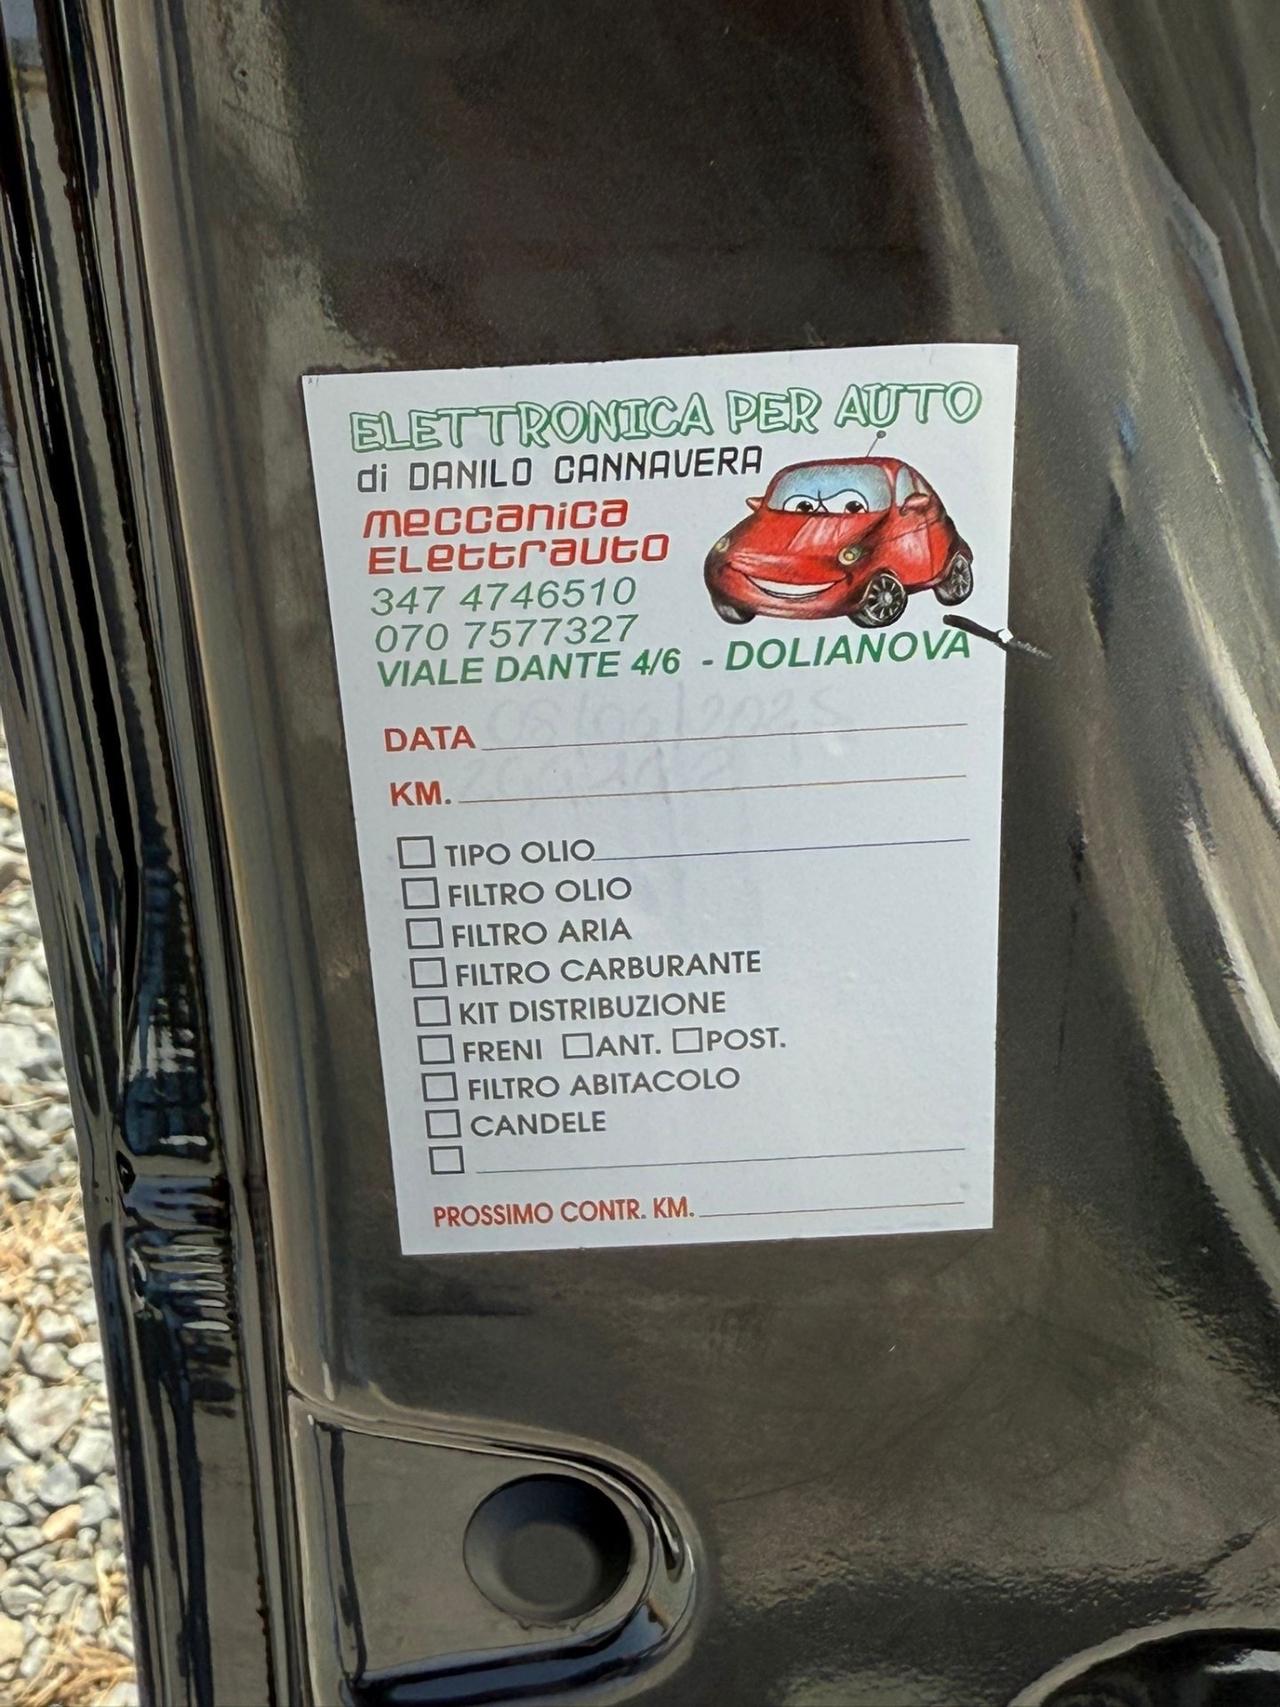 ELETTRONICA PER AUTO
di DANILO CANNAVERA
meccanica
Elettrauto
347 4746510
070 7577327
VIALE DANTE 4/6 - DOLIANOVA
DATA
KM.
TIPO OLIO
FILTRO OLIO
FILTRO ARIA
FILTRO CARBURANTE
KIT DISTRIBUZIONE
FRENI ANT. POST.
FILTRO ABITACOLO
CANDELE
PROSSIMO CONTR. KM.